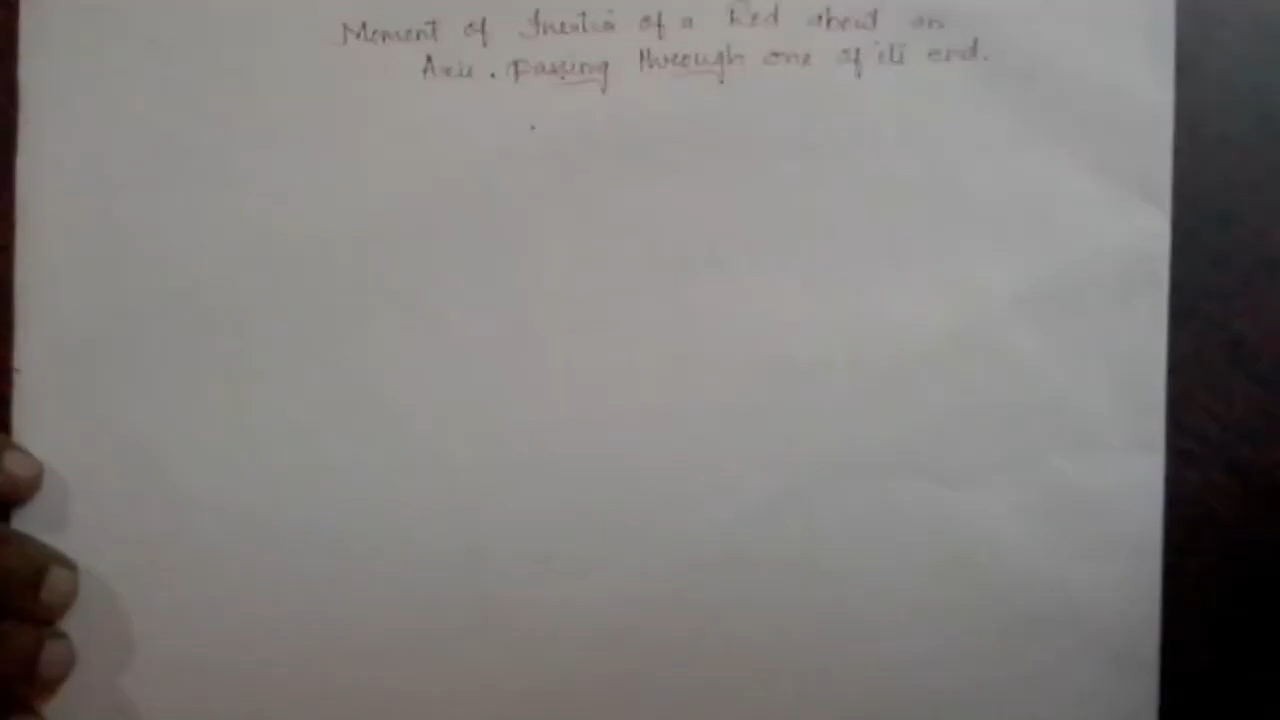 Moment of Inertia of a Rod about an
Axis. passing through one of its end.